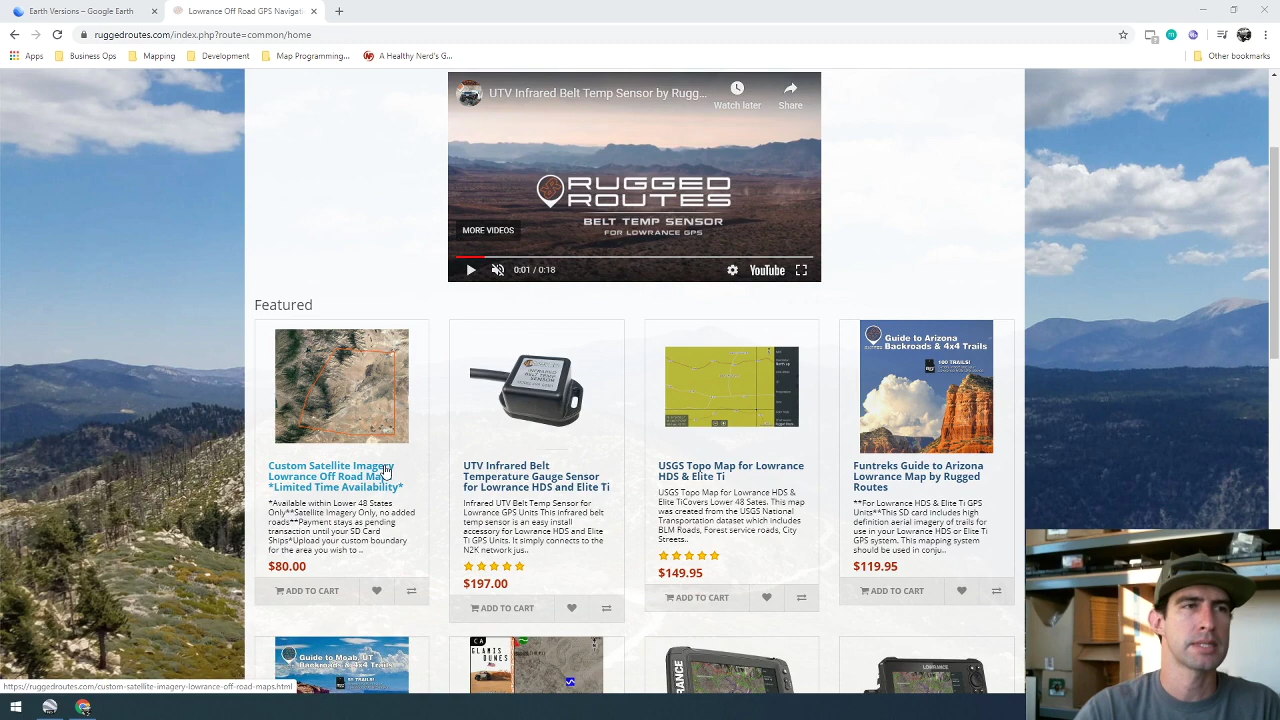 Earth Versions – Google Earth
Lowrance Off Road GPS Navigati
ruggedroutes.com/index.php?route=common/home
Apps
Business Ops
Mapping
Development
Map Programming...
A Healthy Nerd's G...
Other bookmarks
UTV Infrared Belt Temp Sensor by Rugg...
Watch later
Share
RUGGED
ROUTES
BELT TEMP SENSOR
FOR LOWRANCE GPS
MORE VIDEOS
0:01 / 0:18
YouTube
Featured
Custom Satellite Imagery
Lowrance Off Road Map
*Limited Time Availability*
*Available within Lower 48 States
Only**Satellite Imagery Only, no added
roads**Payment stays as pending
transaction until your SD Card
Ships*Upload your custom boundary
for the area you wish to ..
$80.00
ADD TO CART
UTV Infrared Belt
Temperature Gauge Sensor
for Lowrance HDS and Elite Ti
Infrared UTV Belt Temp Sensor for
Lowrance GPS Units This infrared belt
temp sensor is an easy install
accessory for Lowrance HDS and Elite
Ti GPS Units. It simply connects to the
N2K network jus..
$197.00
ADD TO CART
USGS Topo Map for Lowrance
HDS & Elite Ti
USGS Topo Map for Lowrance HDS &
Elite TiCovers Lower 48 Sates. This map
was created from the USGS National
Transportation dataset which includes
BLM Roads, Forest service roads, City
Streets..
$149.95
ADD TO CART
Guide to Arizona
Backroads & 4x4 Trails
100 TRAILS!
Funtreks Guide to Arizona
Lowrance Map by Rugged
Routes
**For Lowrance HDS & Elite Ti GPS
Units**This SD card includes high
definition aerial imagery of trails for
use in your Lowrance HDS or Elite Ti
GPS system. This mapping system
should be used in conju..
$119.95
ADD TO CART
Guide to Moab, UT
Backroads & 4x4 Trails
CA
GLAMIS
DUNES
LOWRANCE
https://ruggedroutes.com/custom-satellite-imagery-lowrance-off-road-maps.html